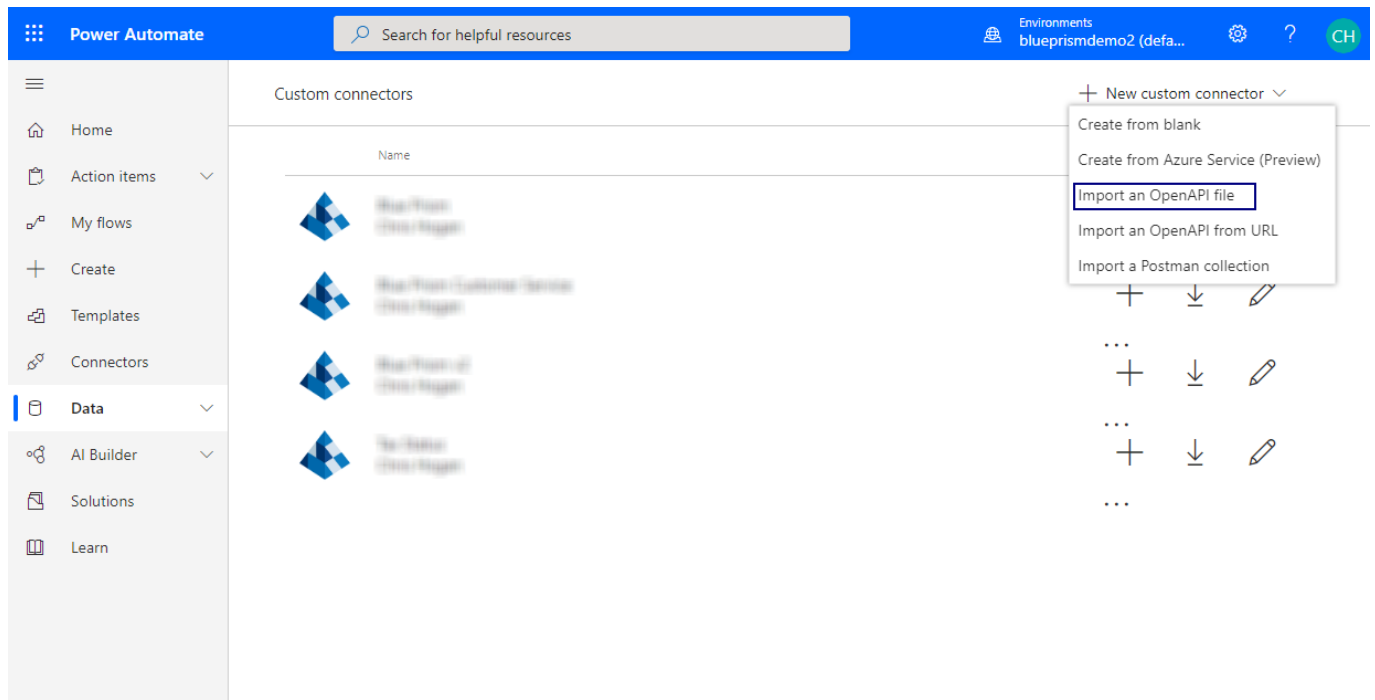 Power Automate
Search for helpful resources
Environments
blueprismdemo2 (defa...
?
CH
Custom connectors
+ New custom connector
Home
Action items
My flows
Create
Templates
Connectors
Data
AI Builder
Solutions
Learn
Name
Create from blank
Create from Azure Service (Preview)
Import an OpenAPI file
Import an OpenAPI from URL
Import a Postman collection
...
...
...